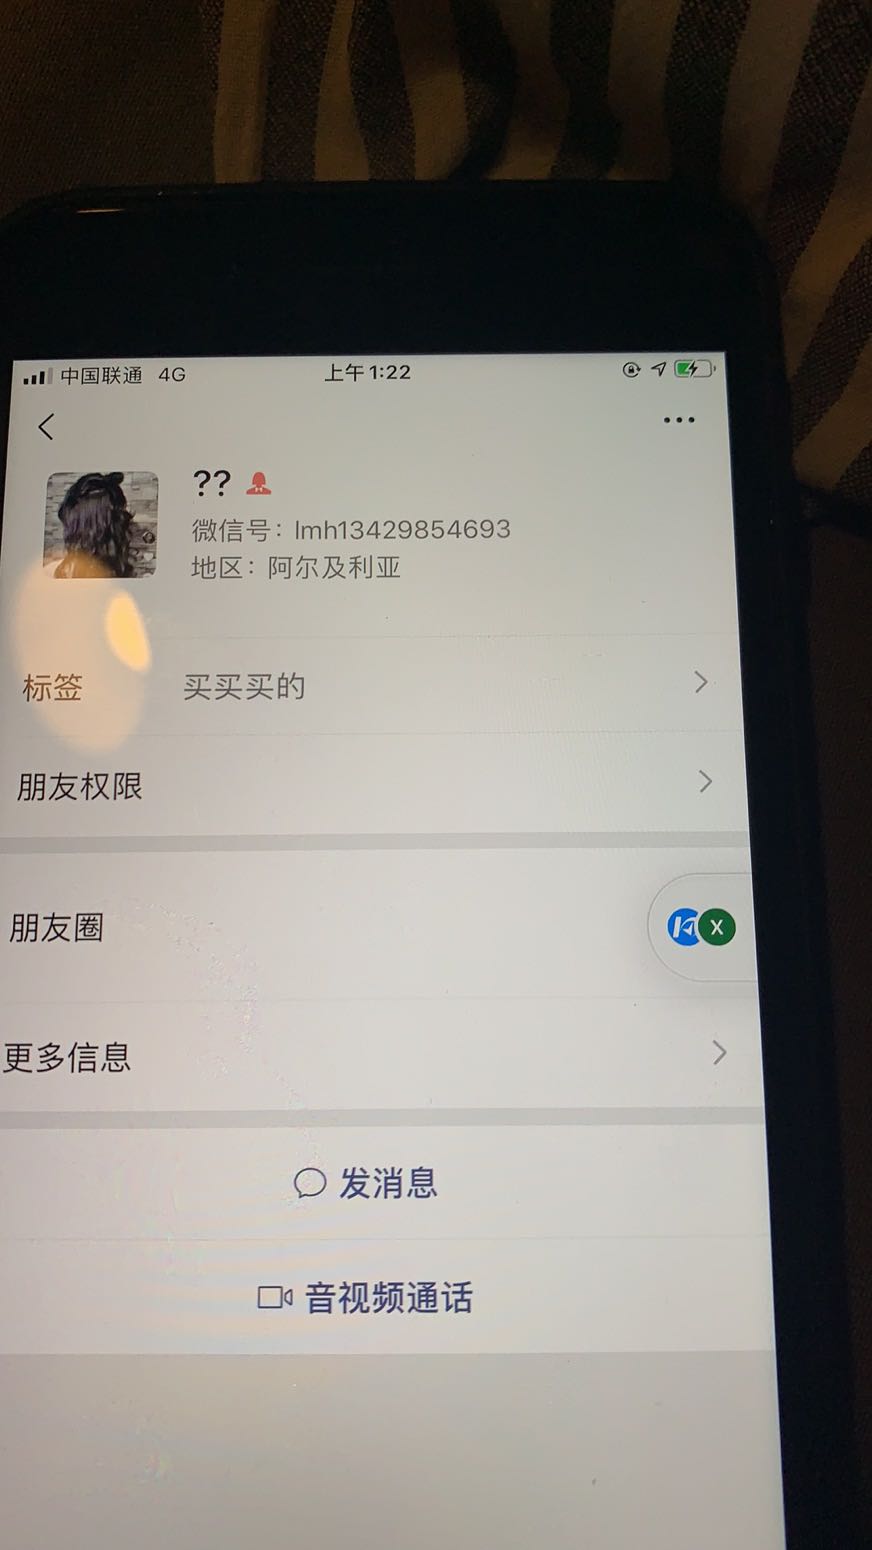 中国联通 4G 上午1:22
??
微信号：lmh13429854693
地区：阿尔及利亚
标签 买买买的
朋友权限
朋友圈
X
更多信息
发消息
音视频通话